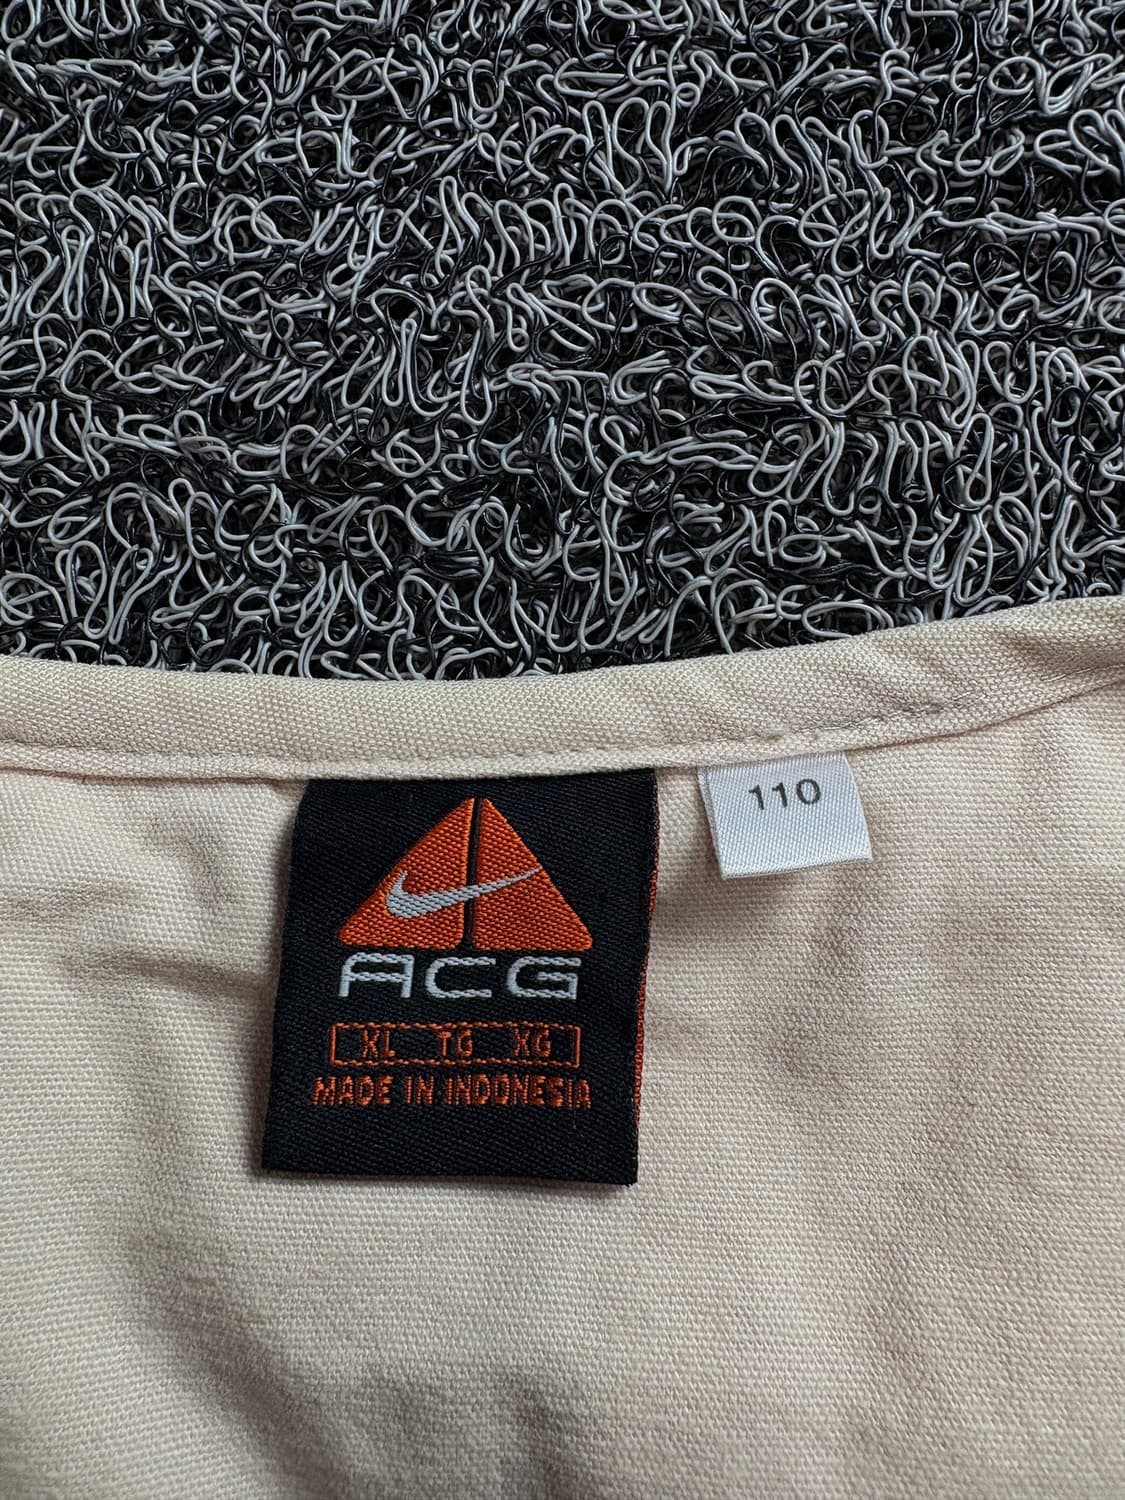 110
ACG
XL TG XG
MADE IN INDONESIA